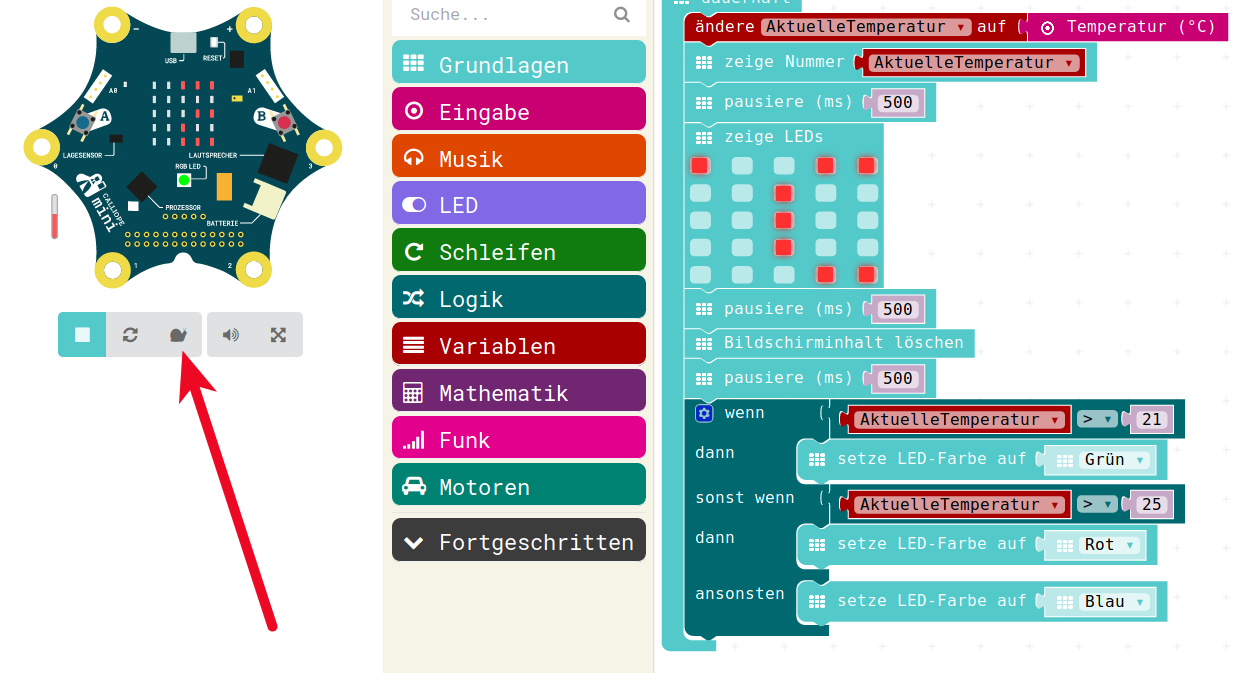 −
+
USB
RESET
A0
A1
A
B
LAGESENSOR
LAUTSPRECHER
0
3
RGB LED
CALLIOPE
mini
PROZESSOR
BATTERIE
1
2
Suche...
Grundlagen
Eingabe
Musik
LED
Schleifen
Logik
Variablen
Mathematik
Funk
Motoren
Fortgeschritten
dauerhaft
ändere AktuelleTemperatur ▾ auf Temperatur (°C)
zeige Nummer AktuelleTemperatur ▾
pausiere (ms) 500
zeige LEDs
pausiere (ms) 500
Bildschirminhalt löschen
pausiere (ms) 500
wenn AktuelleTemperatur ▾ > ▾ 21
dann setze LED-Farbe auf Grün ▾
sonst wenn AktuelleTemperatur ▾ > ▾ 25
dann setze LED-Farbe auf Rot ▾
ansonsten setze LED-Farbe auf Blau ▾